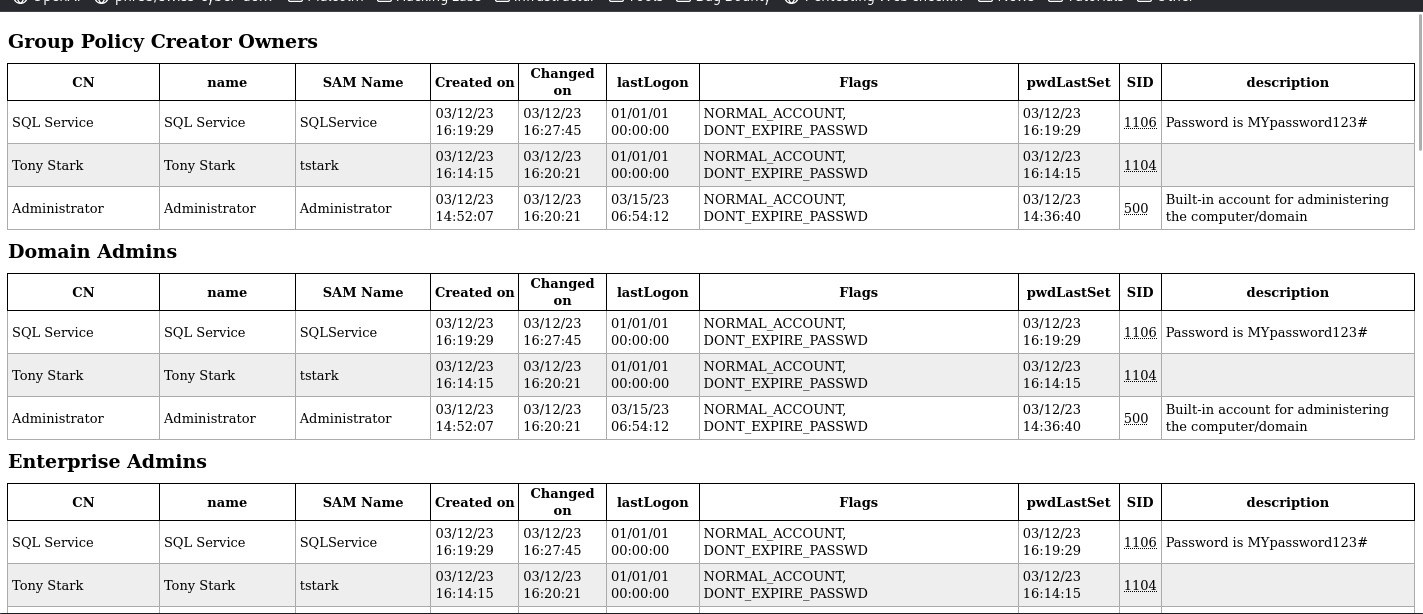 Group Policy Creator Owners
CN name SAM Name Created on Changed on lastLogon Flags pwdLastSet SID description
SQL Service SQL Service SQLService 03/12/23 16:19:29 03/12/23 16:27:45 01/01/01 00:00:00 NORMAL_ACCOUNT, DONT_EXPIRE_PASSWD 03/12/23 16:19:29 1106 Password is MYpassword123#
Tony Stark Tony Stark tstark 03/12/23 16:14:15 03/12/23 16:20:21 01/01/01 00:00:00 NORMAL_ACCOUNT, DONT_EXPIRE_PASSWD 03/12/23 16:14:15 1104
Administrator Administrator Administrator 03/12/23 14:52:07 03/12/23 16:20:21 03/15/23 06:54:12 NORMAL_ACCOUNT, DONT_EXPIRE_PASSWD 03/12/23 14:36:40 500 Built-in account for administering the computer/domain
Domain Admins
CN name SAM Name Created on Changed on lastLogon Flags pwdLastSet SID description
SQL Service SQL Service SQLService 03/12/23 16:19:29 03/12/23 16:27:45 01/01/01 00:00:00 NORMAL_ACCOUNT, DONT_EXPIRE_PASSWD 03/12/23 16:19:29 1106 Password is MYpassword123#
Tony Stark Tony Stark tstark 03/12/23 16:14:15 03/12/23 16:20:21 01/01/01 00:00:00 NORMAL_ACCOUNT, DONT_EXPIRE_PASSWD 03/12/23 16:14:15 1104
Administrator Administrator Administrator 03/12/23 14:52:07 03/12/23 16:20:21 03/15/23 06:54:12 NORMAL_ACCOUNT, DONT_EXPIRE_PASSWD 03/12/23 14:36:40 500 Built-in account for administering the computer/domain
Enterprise Admins
CN name SAM Name Created on Changed on lastLogon Flags pwdLastSet SID description
SQL Service SQL Service SQLService 03/12/23 16:19:29 03/12/23 16:27:45 01/01/01 00:00:00 NORMAL_ACCOUNT, DONT_EXPIRE_PASSWD 03/12/23 16:19:29 1106 Password is MYpassword123#
Tony Stark Tony Stark tstark 03/12/23 16:14:15 03/12/23 16:20:21 01/01/01 00:00:00 NORMAL_ACCOUNT, DONT_EXPIRE_PASSWD 03/12/23 16:14:15 1104